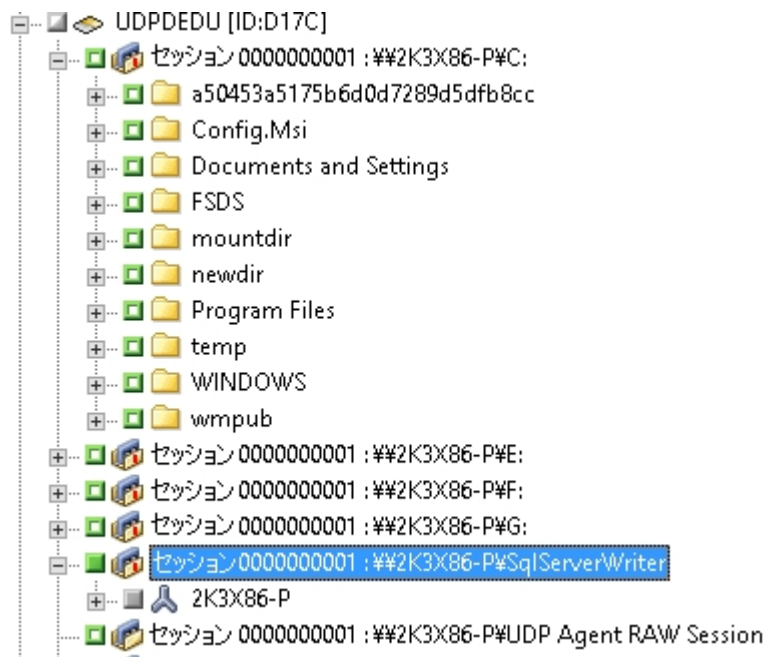 UDPDEDU [ID:D17C]
セッション 0000000001 : ¥¥2K3X86-P¥C:
a50453a5175b6d0d7289d5dfb8cc
Config.Msi
Documents and Settings
FSDS
mountdir
newdir
Program Files
temp
WINDOWS
wmpub
セッション 0000000001 : ¥¥2K3X86-P¥E:
セッション 0000000001 : ¥¥2K3X86-P¥F:
セッション 0000000001 : ¥¥2K3X86-P¥G:
セッション 0000000001 : ¥¥2K3X86-P¥SqlServerWriter
2K3X86-P
セッション 0000000001 : ¥¥2K3X86-P¥UDP Agent RAW Session